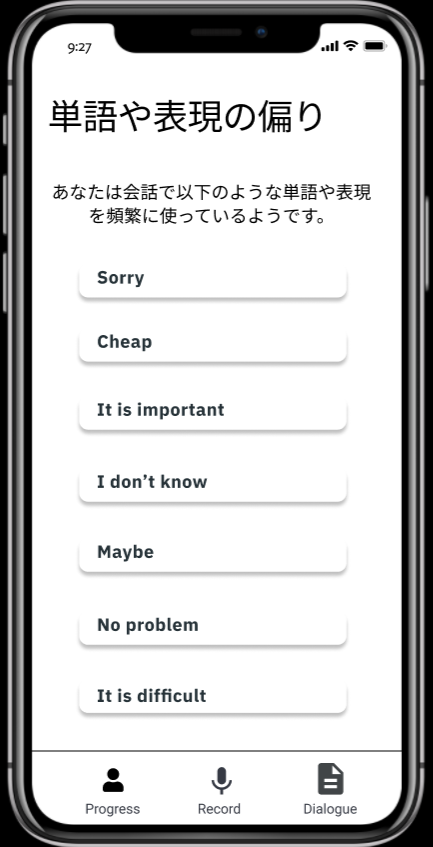 9:27
単語や表現の偏り
あなたは会話で以下のような単語や表現
を頻繁に使っているようです。
Sorry
Cheap
It is important
I don’t know
Maybe
No problem
It is difficult
Progress Record Dialogue